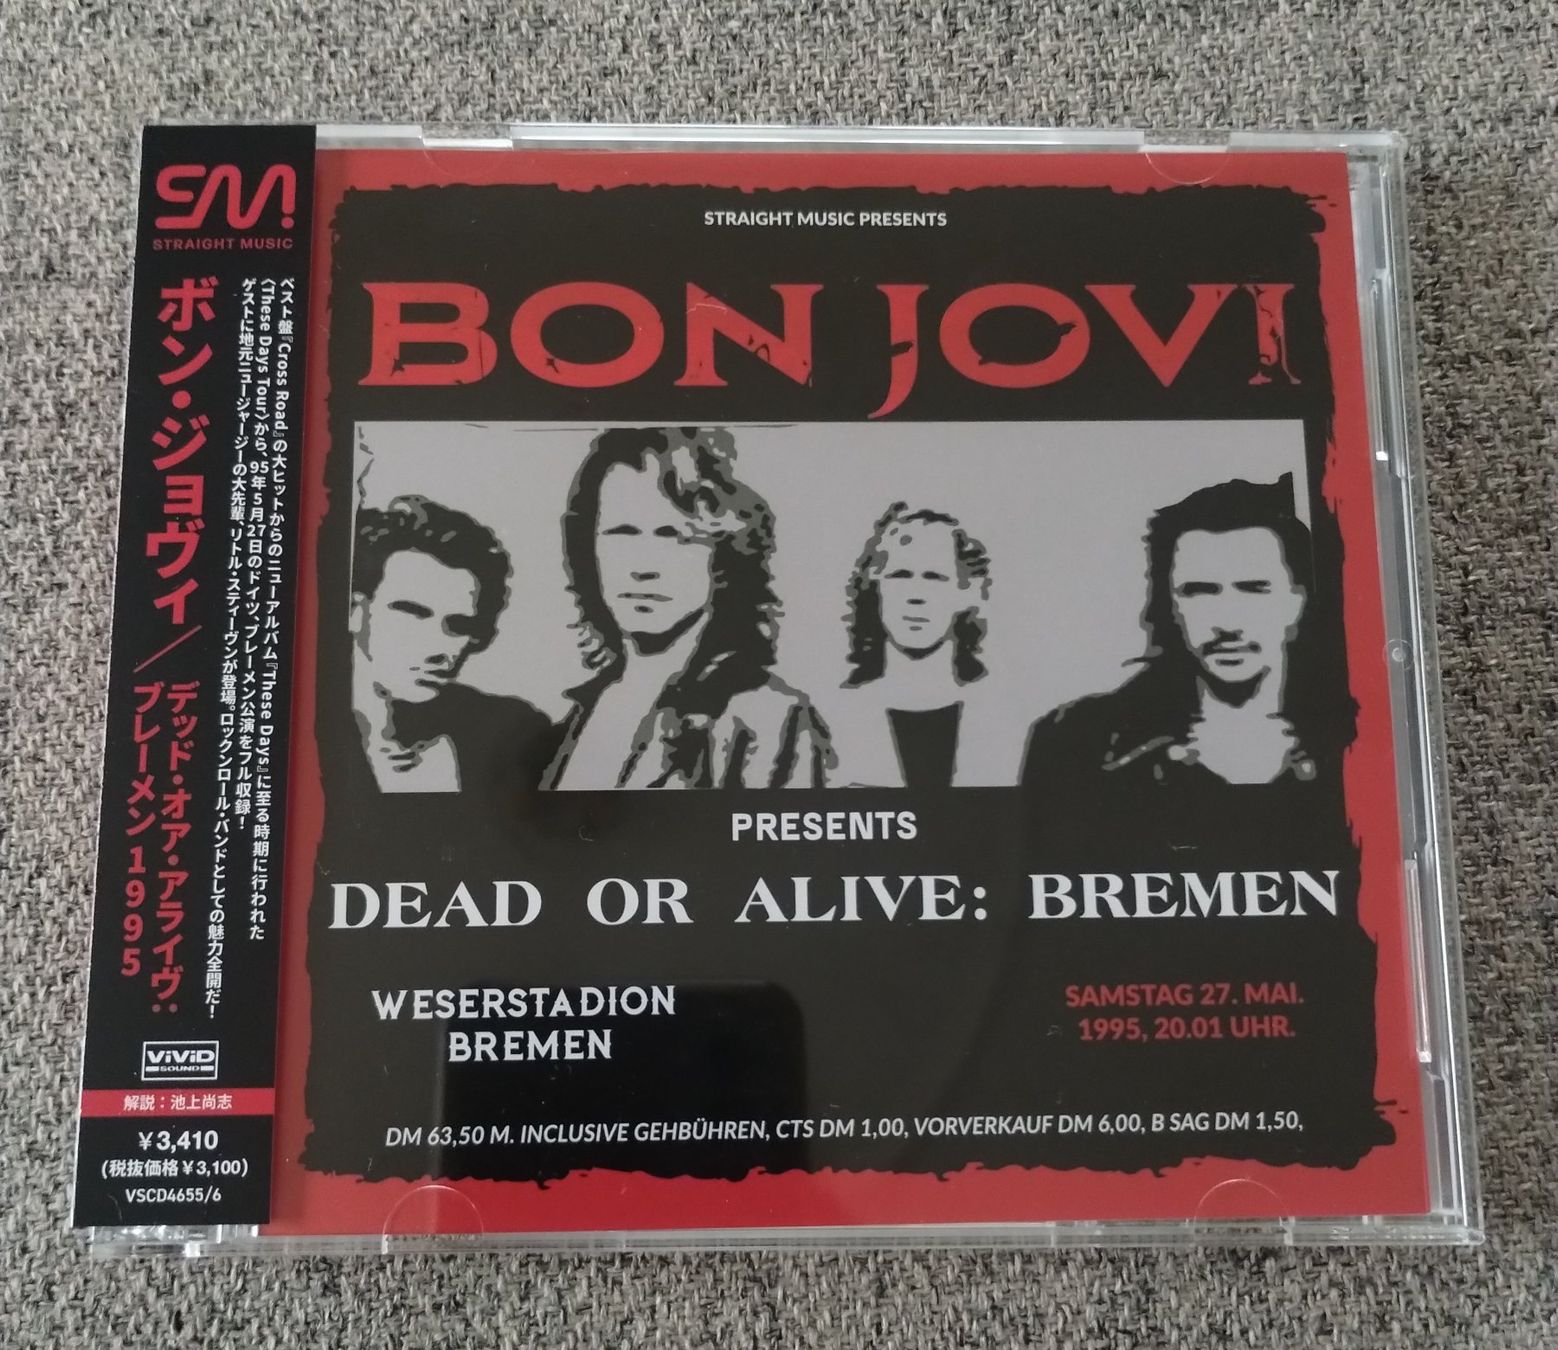 SM
STRAIGHT MUSIC
ボン・ジョヴィ／
デッド・オア・アライヴ:
ブレーメン 1995
ベスト盤『Cross Road』の大ヒットからのニューアルバム『These Days』に至る時期に行われた
〈These Days Tour〉から、95年5月27日のドイツ、ブレーメン公演をフル収録!
ゲストに地元ニュージャージーの大先輩、リトル・スティーヴンが登場。ロックンロール・バンドとしての魅力全開だ!
ViViD
SOUND
解説：池上尚志
￥3,410
(税抜価格￥3,100)
VSCD4655/6
STRAIGHT MUSIC PRESENTS
BON JOVI
PRESENTS
DEAD OR ALIVE: BREMEN
WESERSTADION
BREMEN
SAMSTAG 27. MAI.
1995, 20.01 UHR.
DM 63,50 M. INCLUSIVE GEHBÜHREN, CTS DM 1,00, VORVERKAUF DM 6,00, B SAG DM 1,50,